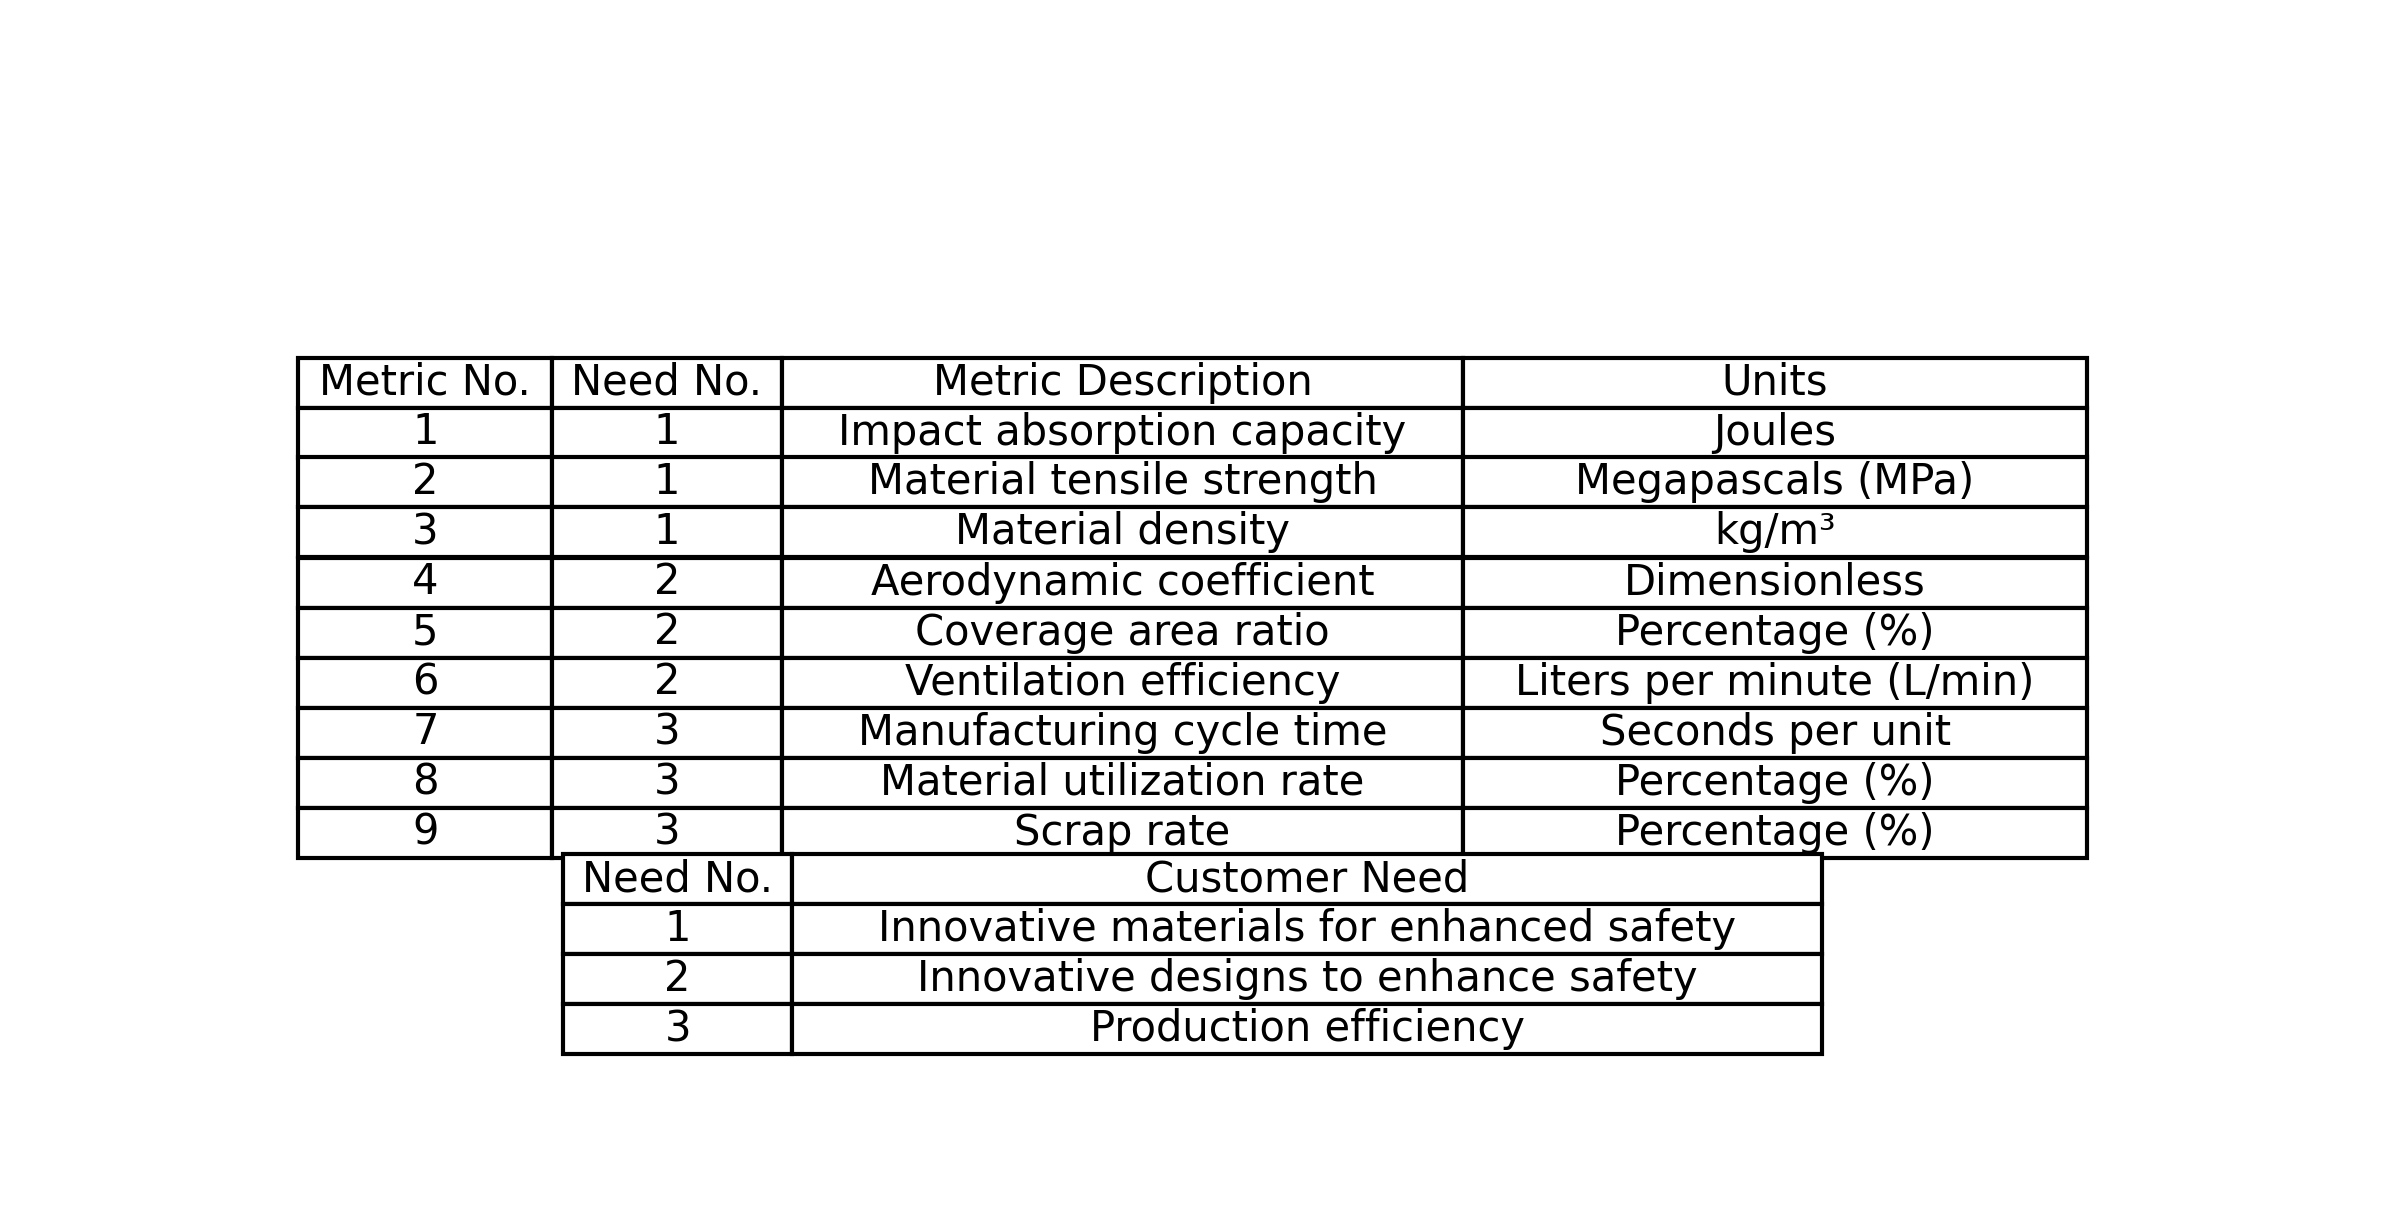 Metric No. Need No. Metric Description Units
1 1 Impact absorption capacity Joules
2 1 Material tensile strength Megapascals (MPa)
3 1 Material density kg/m³
4 2 Aerodynamic coefficient Dimensionless
5 2 Coverage area ratio Percentage (%)
6 2 Ventilation efficiency Liters per minute (L/min)
7 3 Manufacturing cycle time Seconds per unit
8 3 Material utilization rate Percentage (%)
9 3 Scrap rate Percentage (%)
Need No. Customer Need
1 Innovative materials for enhanced safety
2 Innovative designs to enhance safety
3 Production efficiency